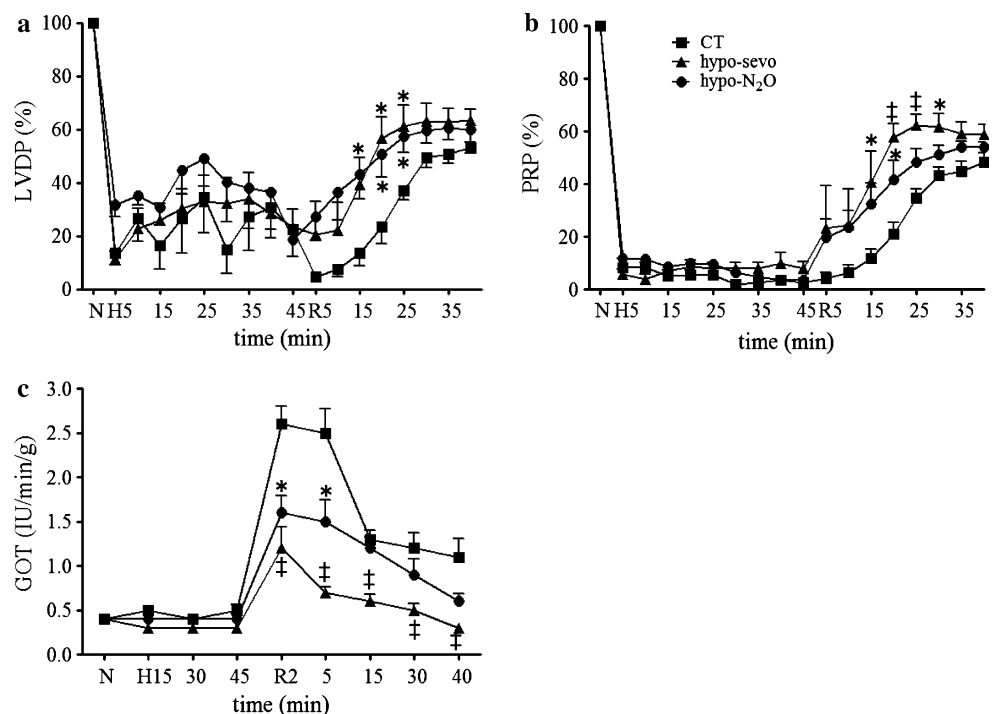 a
LVDP (%)
100
80
60
40
20
0
* * *
* *
N H5 15 25 35 45 R5 15 25 35
time (min)
b
PRP (%)
100
80
60
40
20
0
CT
hypo-sevo
hypo-N₂O
* ‡ ‡ *
*
N H5 15 25 35 45 R5 15 25 35
time (min)
c
GOT (IU/min/g)
3.0
2.5
2.0
1.5
1.0
0.5
0.0
* *
‡ ‡ ‡ ‡ ‡
N H15 30 45 R2 5 15 30 40
time (min)